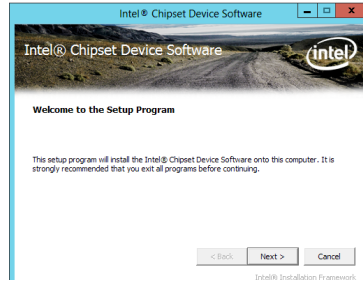 Intel® Chipset Device Software
Intel® Chipset Device Software
intel
Welcome to the Setup Program
This setup program will install the Intel® Chipset Device Software onto this computer. It is
strongly recommended that you exit all programs before continuing.
< Back
Next >
Cancel
Intel® Installation Framework